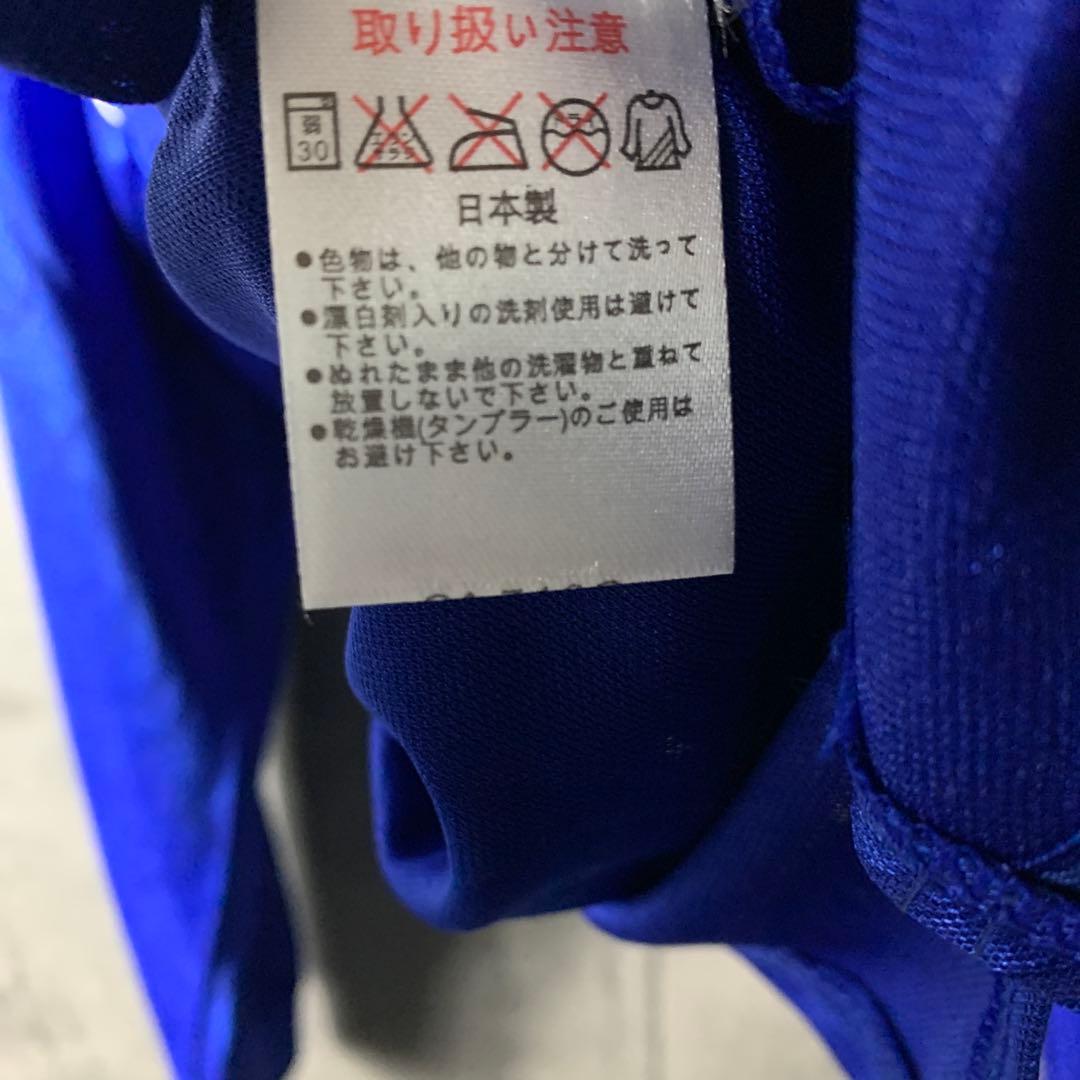 取り扱い注意
弱
30
日本製
●色物は、他の物と分けて洗って
下さい。
●漂白剤入りの洗剤使用は避けて
下さい。
●ぬれたまま他の洗濯物と重ねて
放置しないで下さい。
●乾燥機(タンブラー)のご使用は
お避け下さい。